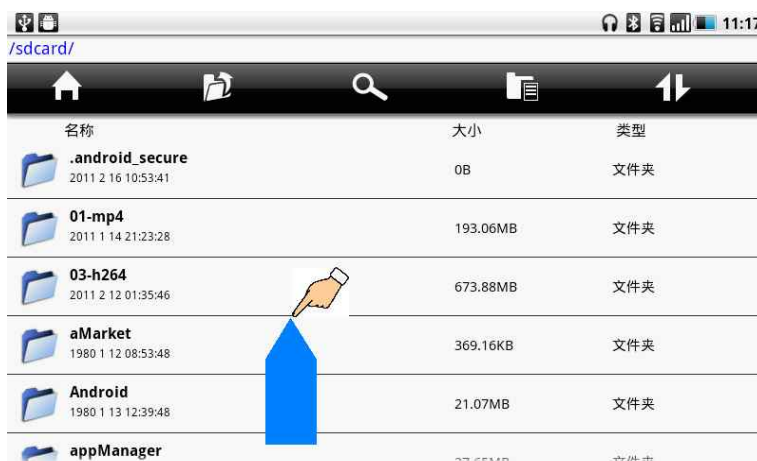 11:17
/sdcard/
名称 大小 类型
.android_secure
2011 2 16 10:53:41
0B 文件夹
01-mp4
2011 1 14 21:23:28
193.06MB 文件夹
03-h264
2011 2 12 01:35:46
673.88MB 文件夹
aMarket
1980 1 12 08:53:48
369.16KB 文件夹
Android
1980 1 13 12:39:48
21.07MB 文件夹
appManager